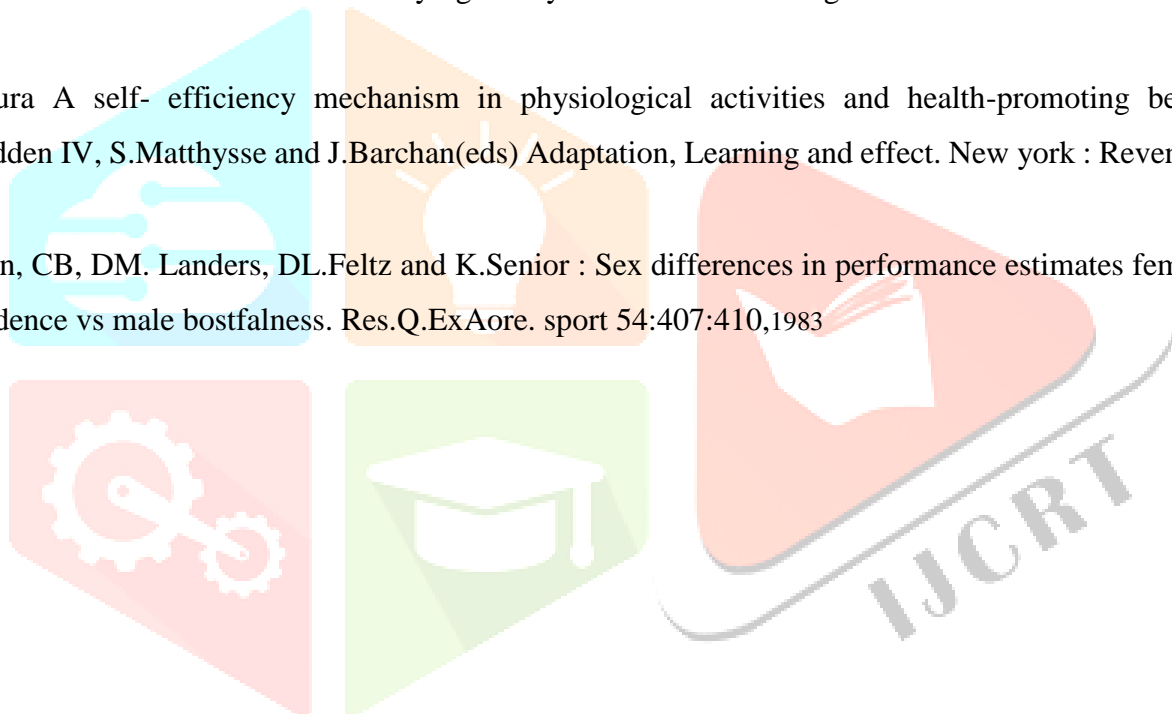 ura A self- efficiency mechanism in physiological activities and health-promoting be
dden IV, S.Matthysse and J.Barchan(eds) Adaptation, Learning and effect. New york : Reven
n, CB, DM. Landers, DL.Feltz and K.Senior : Sex differences in performance estimates fem
dence vs male bostfalness. Res.Q.ExAore. sport 54:407:410,1983
IJCRT